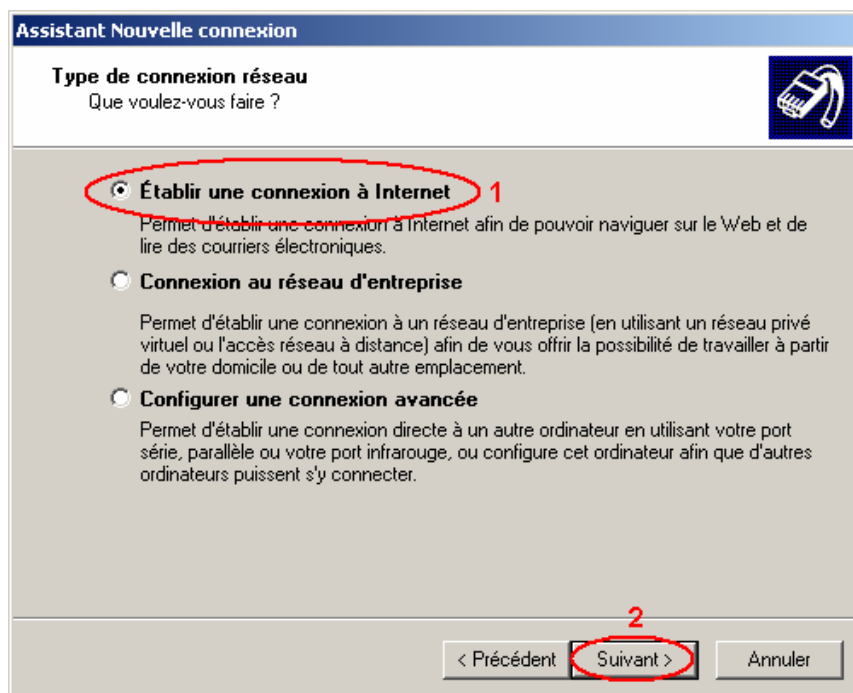 Assistant Nouvelle connexion
Type de connexion réseau
Que voulez-vous faire ?
Établir une connexion à Internet 1
Permet d'établir une connexion à Internet afin de pouvoir naviguer sur le Web et de
lire des courriers électroniques.
Connexion au réseau d'entreprise
Permet d'établir une connexion à un réseau d'entreprise (en utilisant un réseau privé
virtuel ou l'accès réseau à distance) afin de vous offrir la possibilité de travailler à partir
de votre domicile ou de tout autre emplacement.
Configurer une connexion avancée
Permet d'établir une connexion directe à un autre ordinateur en utilisant votre port
série, parallèle ou votre port infrarouge, ou configure cet ordinateur afin que d'autres
ordinateurs puissent s'y connecter.
2
< Précédent Suivant > Annuler